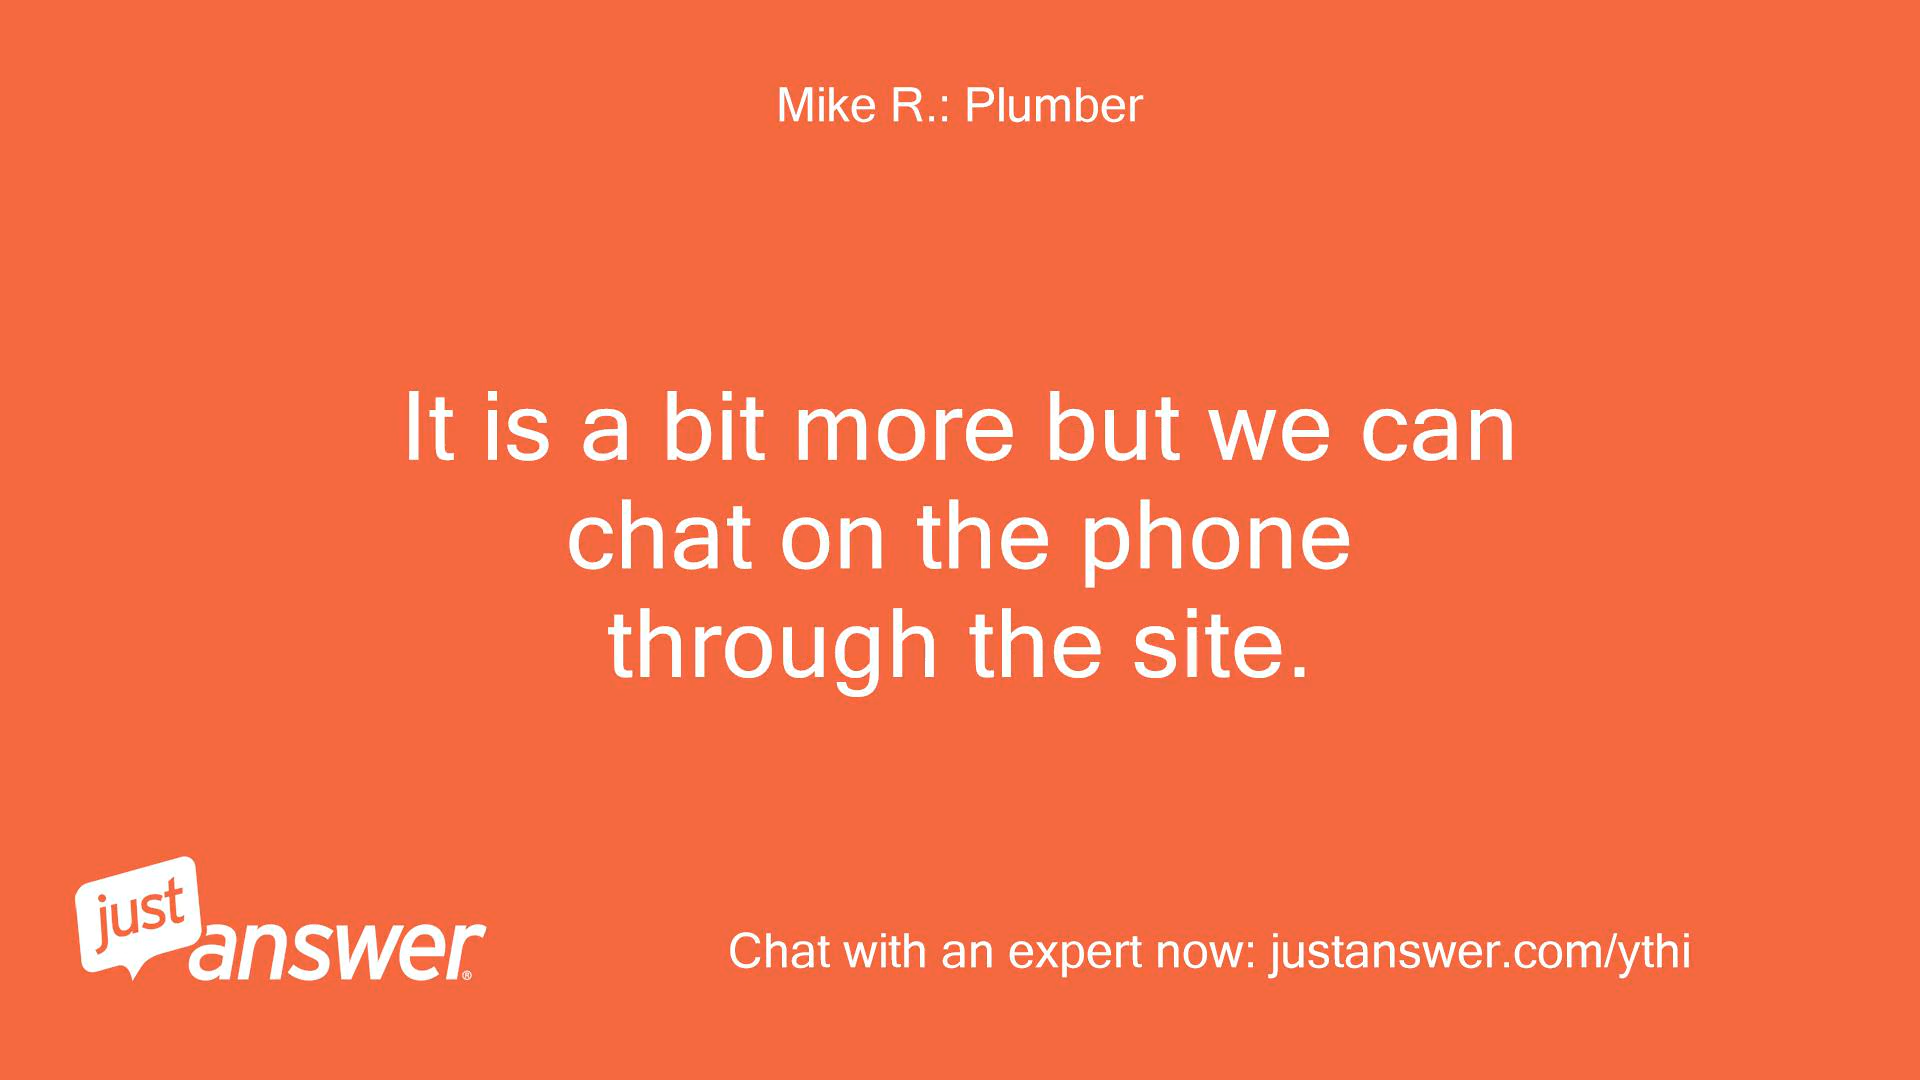 Mike R.: Plumber
It is a bit more but we can
chat on the phone
through the site.
just
answer®
Chat with an expert now: justanswer.com/ythi